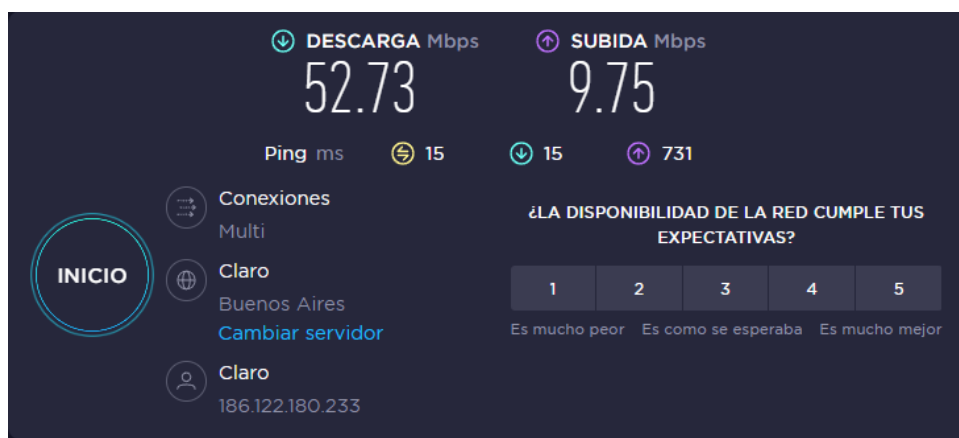 DESCARGA Mbps
52.73
SUBIDA Mbps
9.75
Ping ms 15 15 731
INICIO
Conexiones
Multi
Claro
Buenos Aires
Cambiar servidor
Claro
186.122.180.233
¿LA DISPONIBILIDAD DE LA RED CUMPLE TUS
EXPECTATIVAS?
1 2 3 4 5
Es mucho peor Es como se esperaba Es mucho mejor